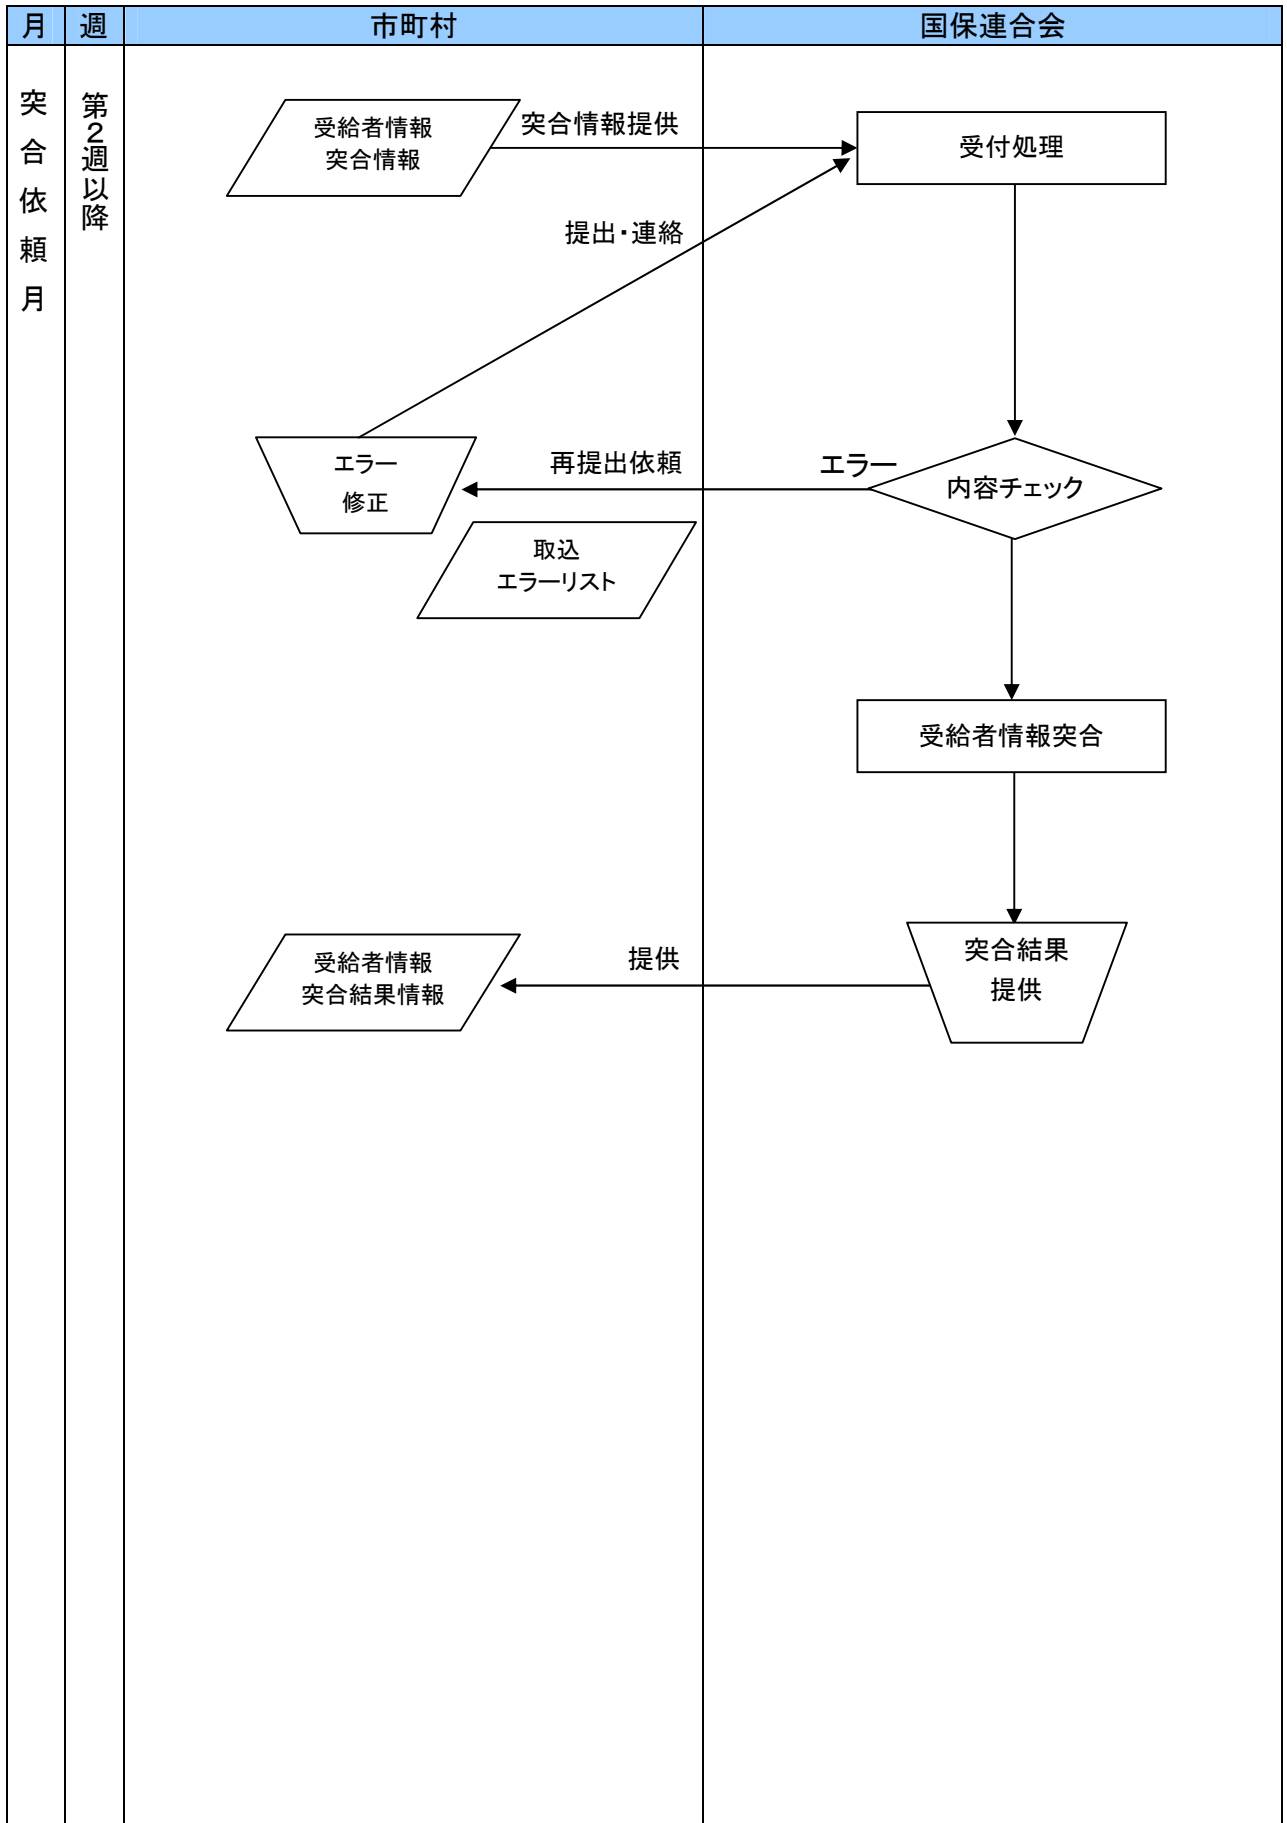 月 週 市町村 国保連合会
突合依頼月
第2週以降
受給者情報
突合情報
突合情報提供
受付処理
提出・連絡
エラー
修正
再提出依頼
エラー
内容チェック
取込
エラーリスト
受給者情報突合
受給者情報
突合結果情報
提供
突合結果
提供